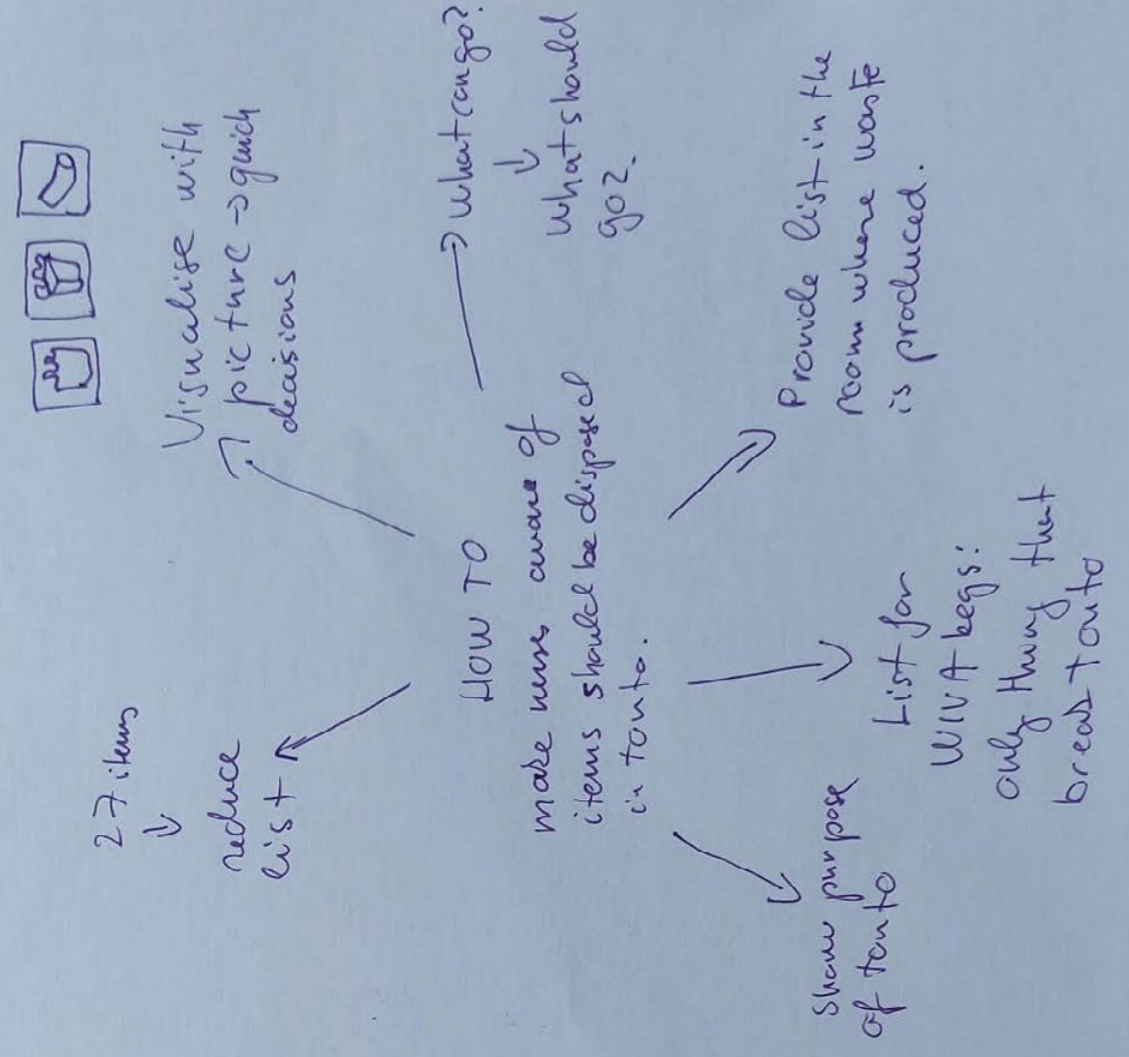 27 items
reduce
list
Visualise with
picture → quick
decisions
HOW TO
make nurses aware of
items should be disposed
in tonto.
→ what can go?
↓
what should
go?
show purpose
of tonto
List for
WIVA begs:
only thing that
breaks tonto
Provide list in the
room where waste
is produced.